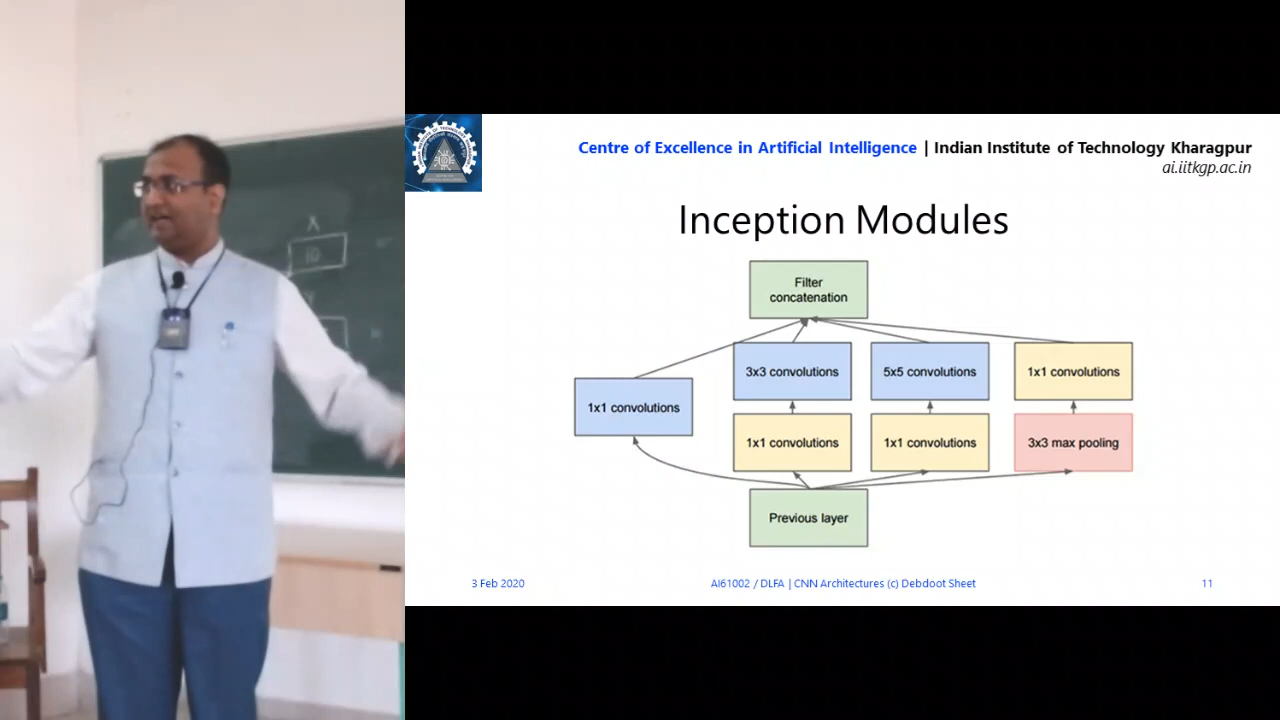 X
10
Centre of Excellence in Artificial Intelligence | Indian Institute of Technology Kharagpur
ai.iitkgp.ac.in
Inception Modules
Filter
concatenation
3x3 convolutions
5x5 convolutions
1x1 convolutions
1x1 convolutions
1x1 convolutions
1x1 convolutions
3x3 max pooling
Previous layer
3 Feb 2020
AI61002 / DLFA | CNN Architectures (c) Debdoot Sheet
11